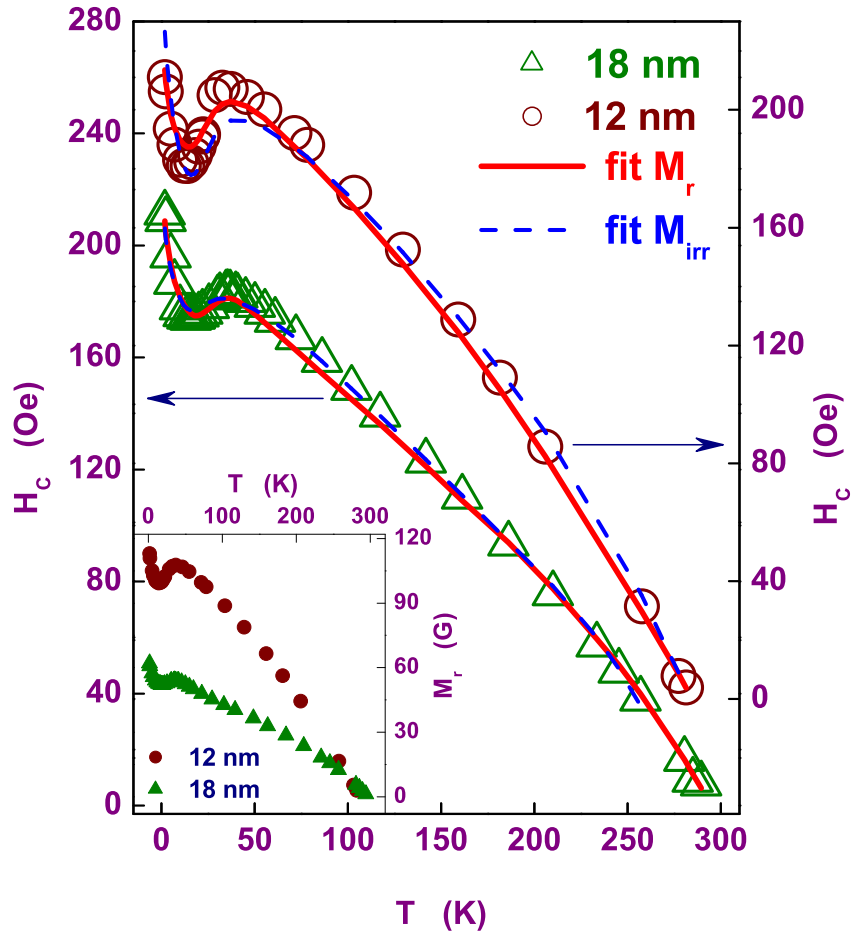 280
240
200
160
120
80
40
0
H_C (Oe)
18 nm
12 nm
fit M_r
fit M_irr
200
160
120
80
40
0
H_C (Oe)
T (K)
0 100 200 300
120
90
60
30
0
M_r (G)
12 nm
18 nm
0 50 100 150 200 250 300
T (K)